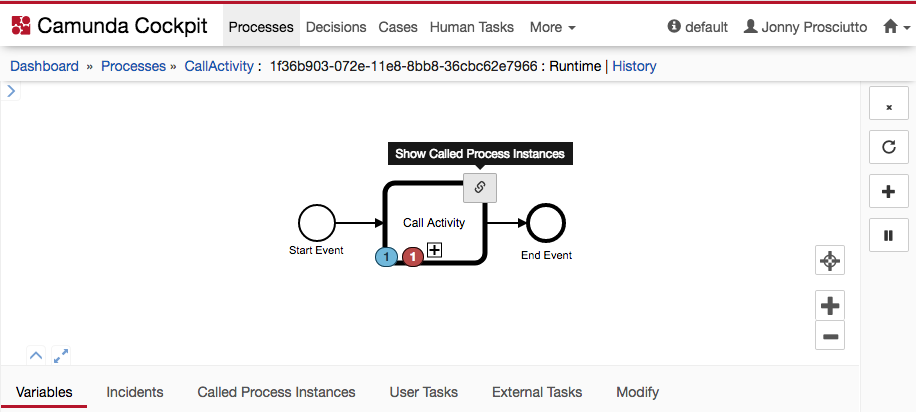 Camunda Cockpit Processes Decisions Cases Human Tasks More default Jonny Prosciutto
Dashboard » Processes » CallActivity : 1f36b903-072e-11e8-8bb8-36cbc62e7966 : Runtime | History
Show Called Process Instances
Call Activity
1 1
Start Event
End Event
Variables Incidents Called Process Instances User Tasks External Tasks Modify